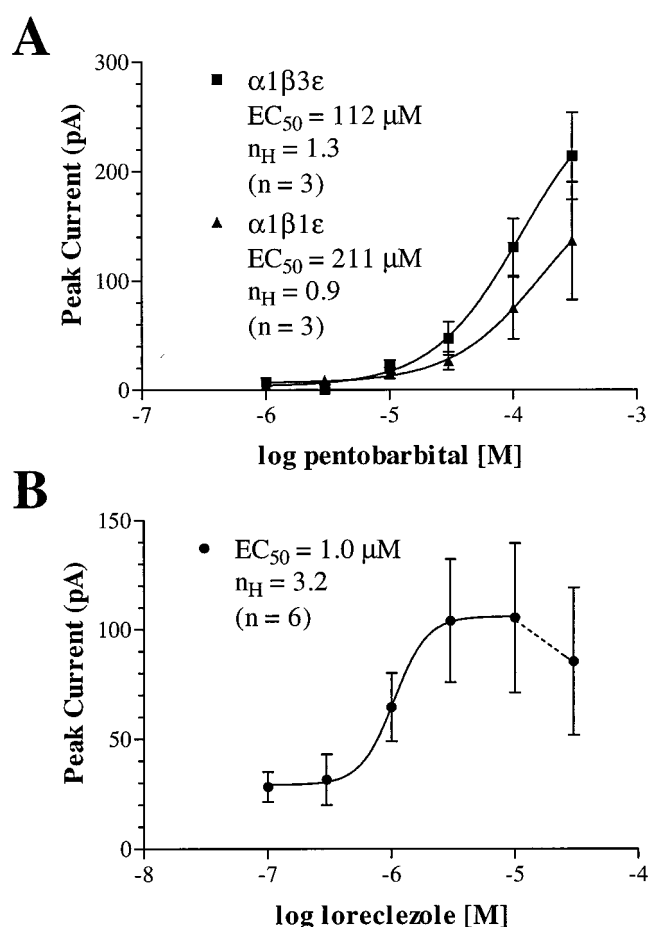 A
300
200
100
0
Peak Current (pA)
α1β3ε
EC50 = 112 µM
nH = 1.3
(n = 3)
α1β1ε
EC50 = 211 µM
nH = 0.9
(n = 3)
-7 -6 -5 -4 -3
log pentobarbital [M]
B
150
100
50
0
Peak Current (pA)
EC50 = 1.0 µM
nH = 3.2
(n = 6)
-8 -7 -6 -5 -4
log loreclezole [M]